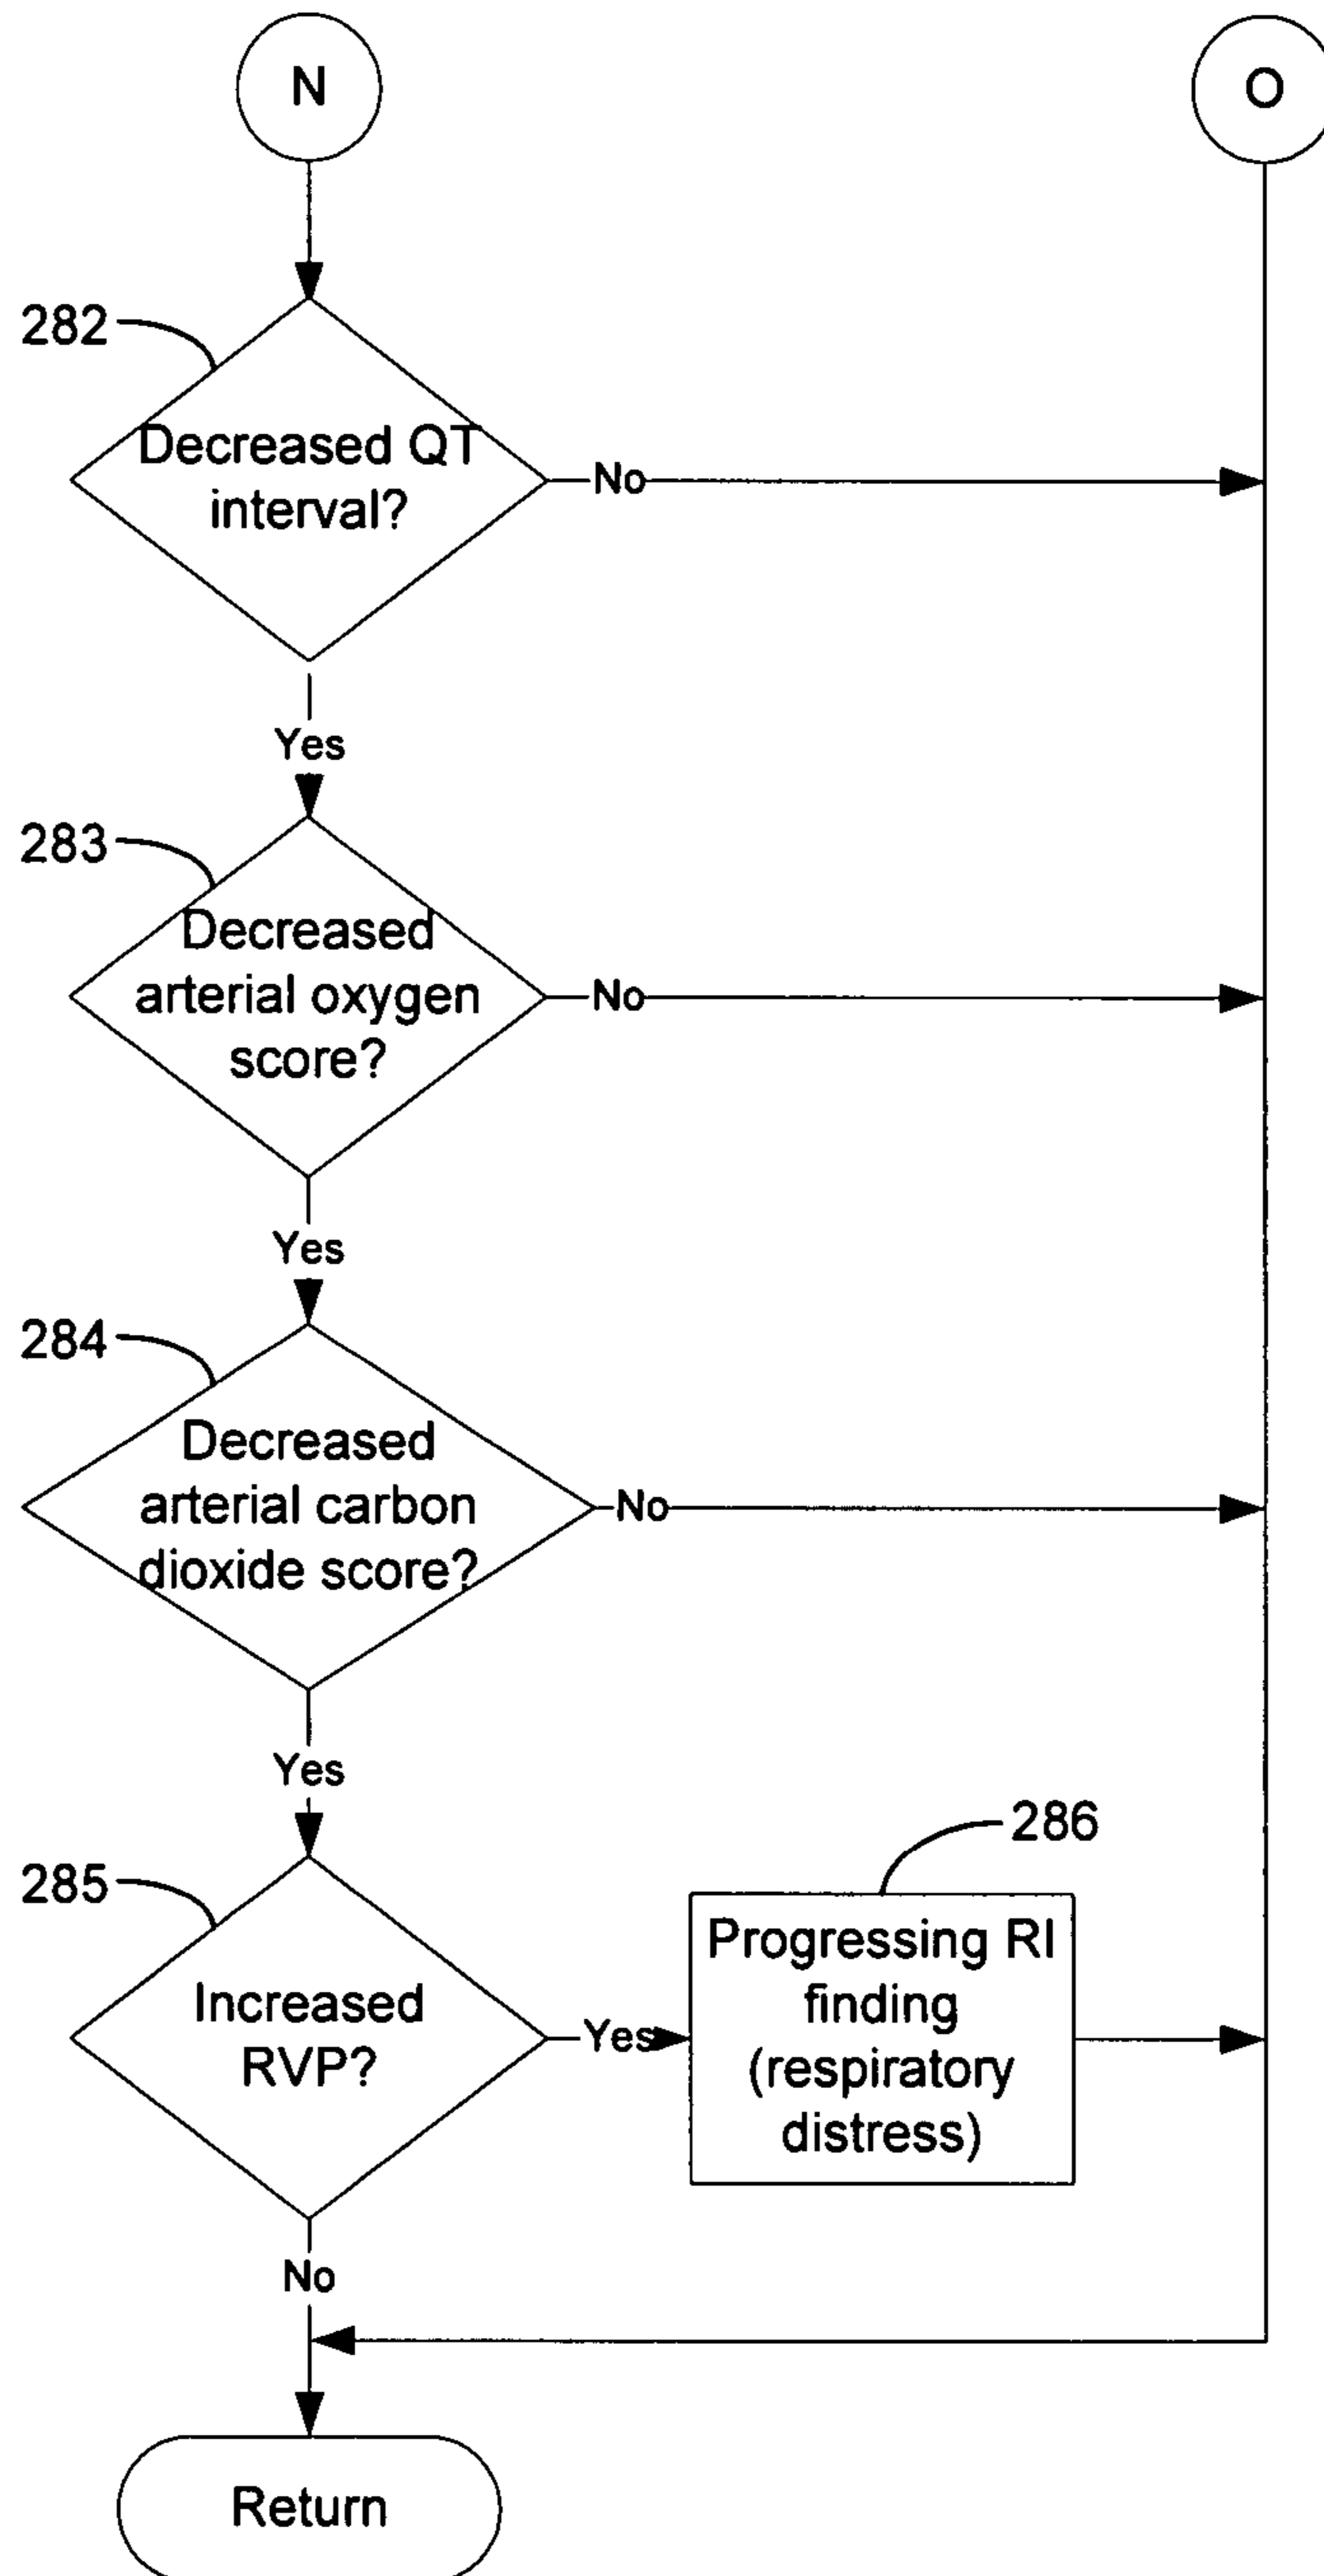 N
O
282
Decreased QT
interval?
No
Yes
283
Decreased
arterial oxygen
score?
No
Yes
284
Decreased
arterial carbon
dioxide score?
No
Yes
285
Increased
RVP?
Yes
286
Progressing RI
finding
(respiratory
distress)
No
Return